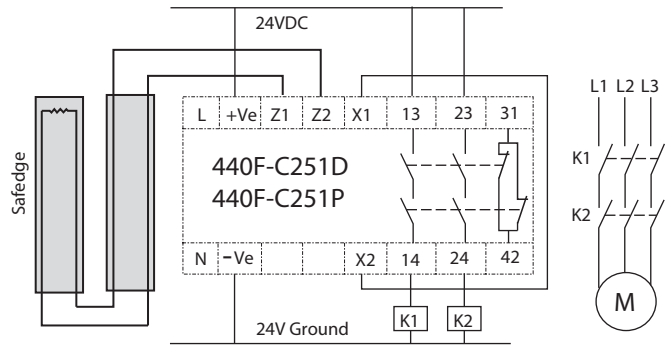 24VDC
L +Ve Z1 Z2 X1 13 23 31
440F-C251D
440F-C251P
N -Ve X2 14 24 42
K1 K2
24V Ground
Safedge
L1 L2 L3
K1
K2
M